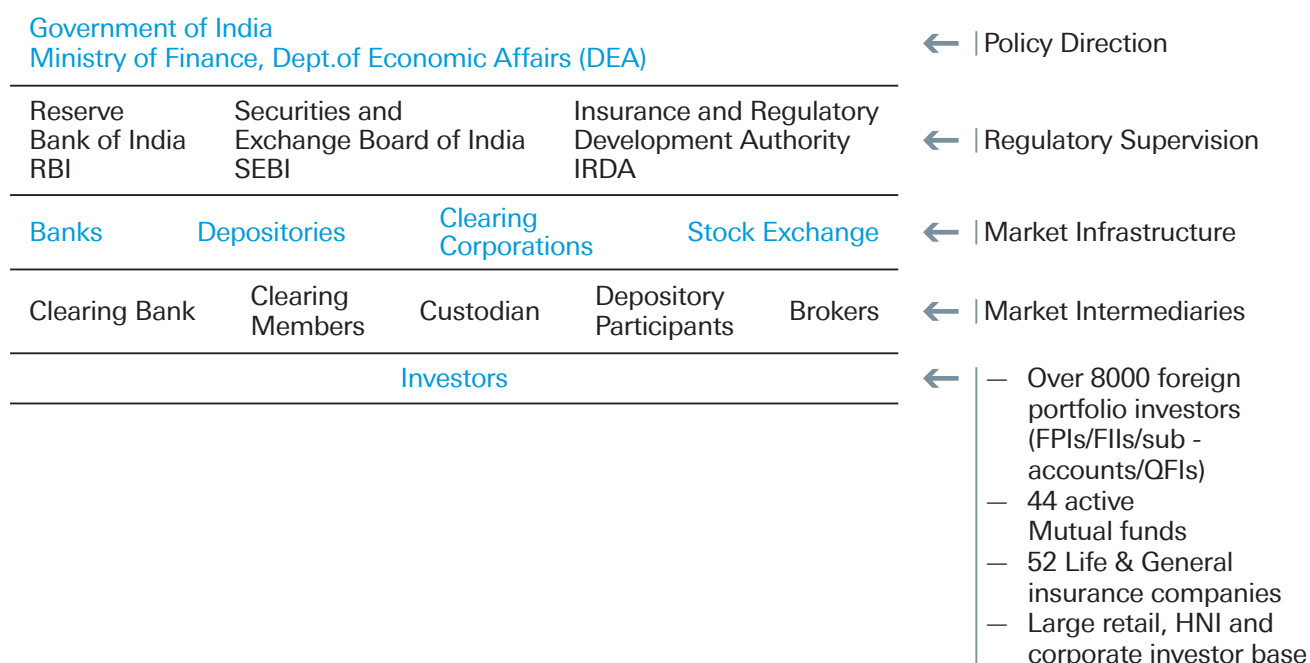 Government of India
Ministry of Finance, Dept.of Economic Affairs (DEA)
← |Policy Direction
Reserve
Bank of India
RBI
Securities and
Exchange Board of India
SEBI
Insurance and Regulatory
Development Authority
IRDA
← |Regulatory Supervision
Banks
Depositories
Clearing
Corporations
Stock Exchange
← |Market Infrastructure
Clearing Bank
Clearing
Members
Custodian
Depository
Participants
Brokers
← |Market Intermediaries
Investors
← — Over 8000 foreign
portfolio investors
(FPIs/FIIs/sub -
accounts/QFIs)
— 44 active
Mutual funds
— 52 Life & General
insurance companies
— Large retail, HNI and
corporate investor base